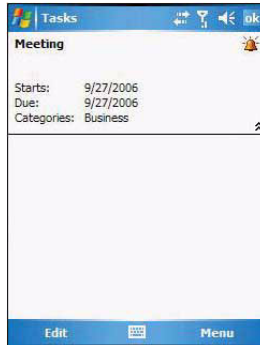 Tasks ok
Meeting
Starts: 9/27/2006
Due: 9/27/2006
Categories: Business
Edit Menu